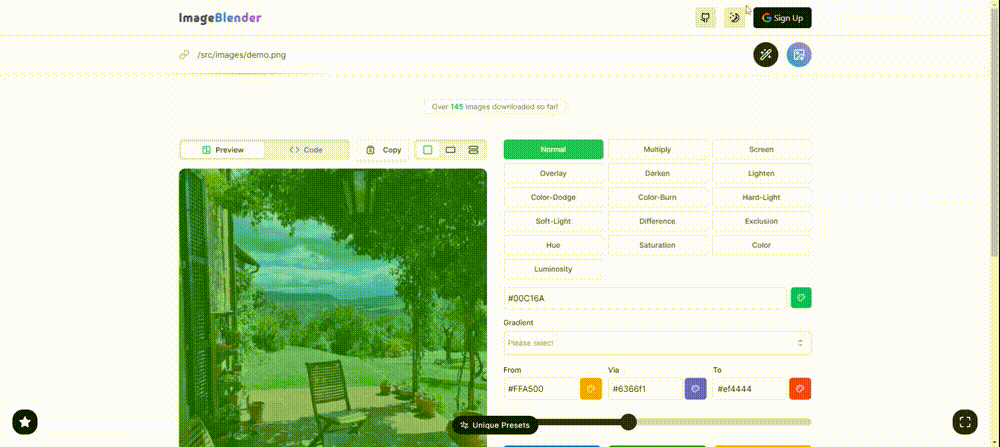 ImageBlender
Sign Up
/src/images/demo.png
Over 145 images downloaded so far!
Preview
Code
Copy
Normal
Multiply
Screen
Overlay
Darken
Lighten
Color-Dodge
Color-Burn
Hard-Light
Soft-Light
Difference
Exclusion
Hue
Saturation
Color
Luminosity
#00C16A
Gradient
Please select
From
Via
To
#FFA500
#6366f1
#ef4444
Unique Presets